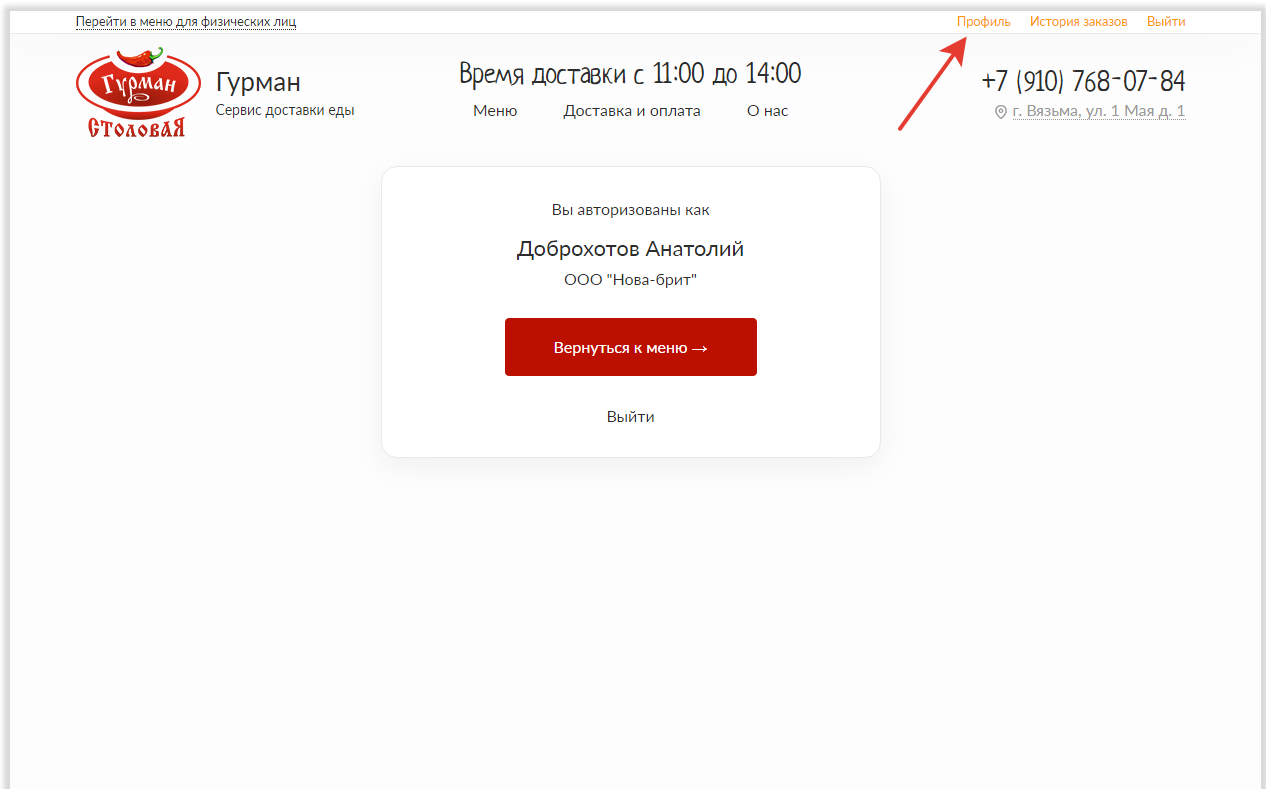 Перейти в меню для физических лиц
Профиль История заказов Выйти
Гурман
СТОЛОВАЯ
Гурман
Сервис доставки еды
Время доставки с 11:00 до 14:00
Меню Доставка и оплата О нас
+7 (910) 768-07-84
г. Вязьма, ул. 1 Мая д. 1
Вы авторизованы как
Доброхотов Анатолий
ООО "Нова-брит"
Вернуться к меню →
Выйти